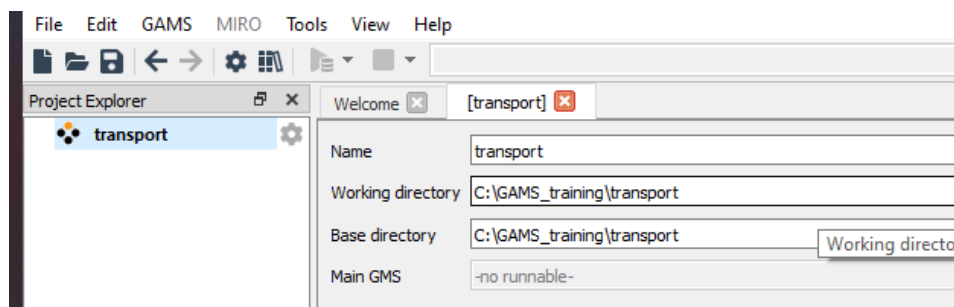 File Edit GAMS MIRO Tools View Help
Project Explorer
Welcome [transport]
transport
Name transport
Working directory C:\GAMS_training\transport
Base directory C:\GAMS_training\transport
Working directo
Main GMS -no runnable-